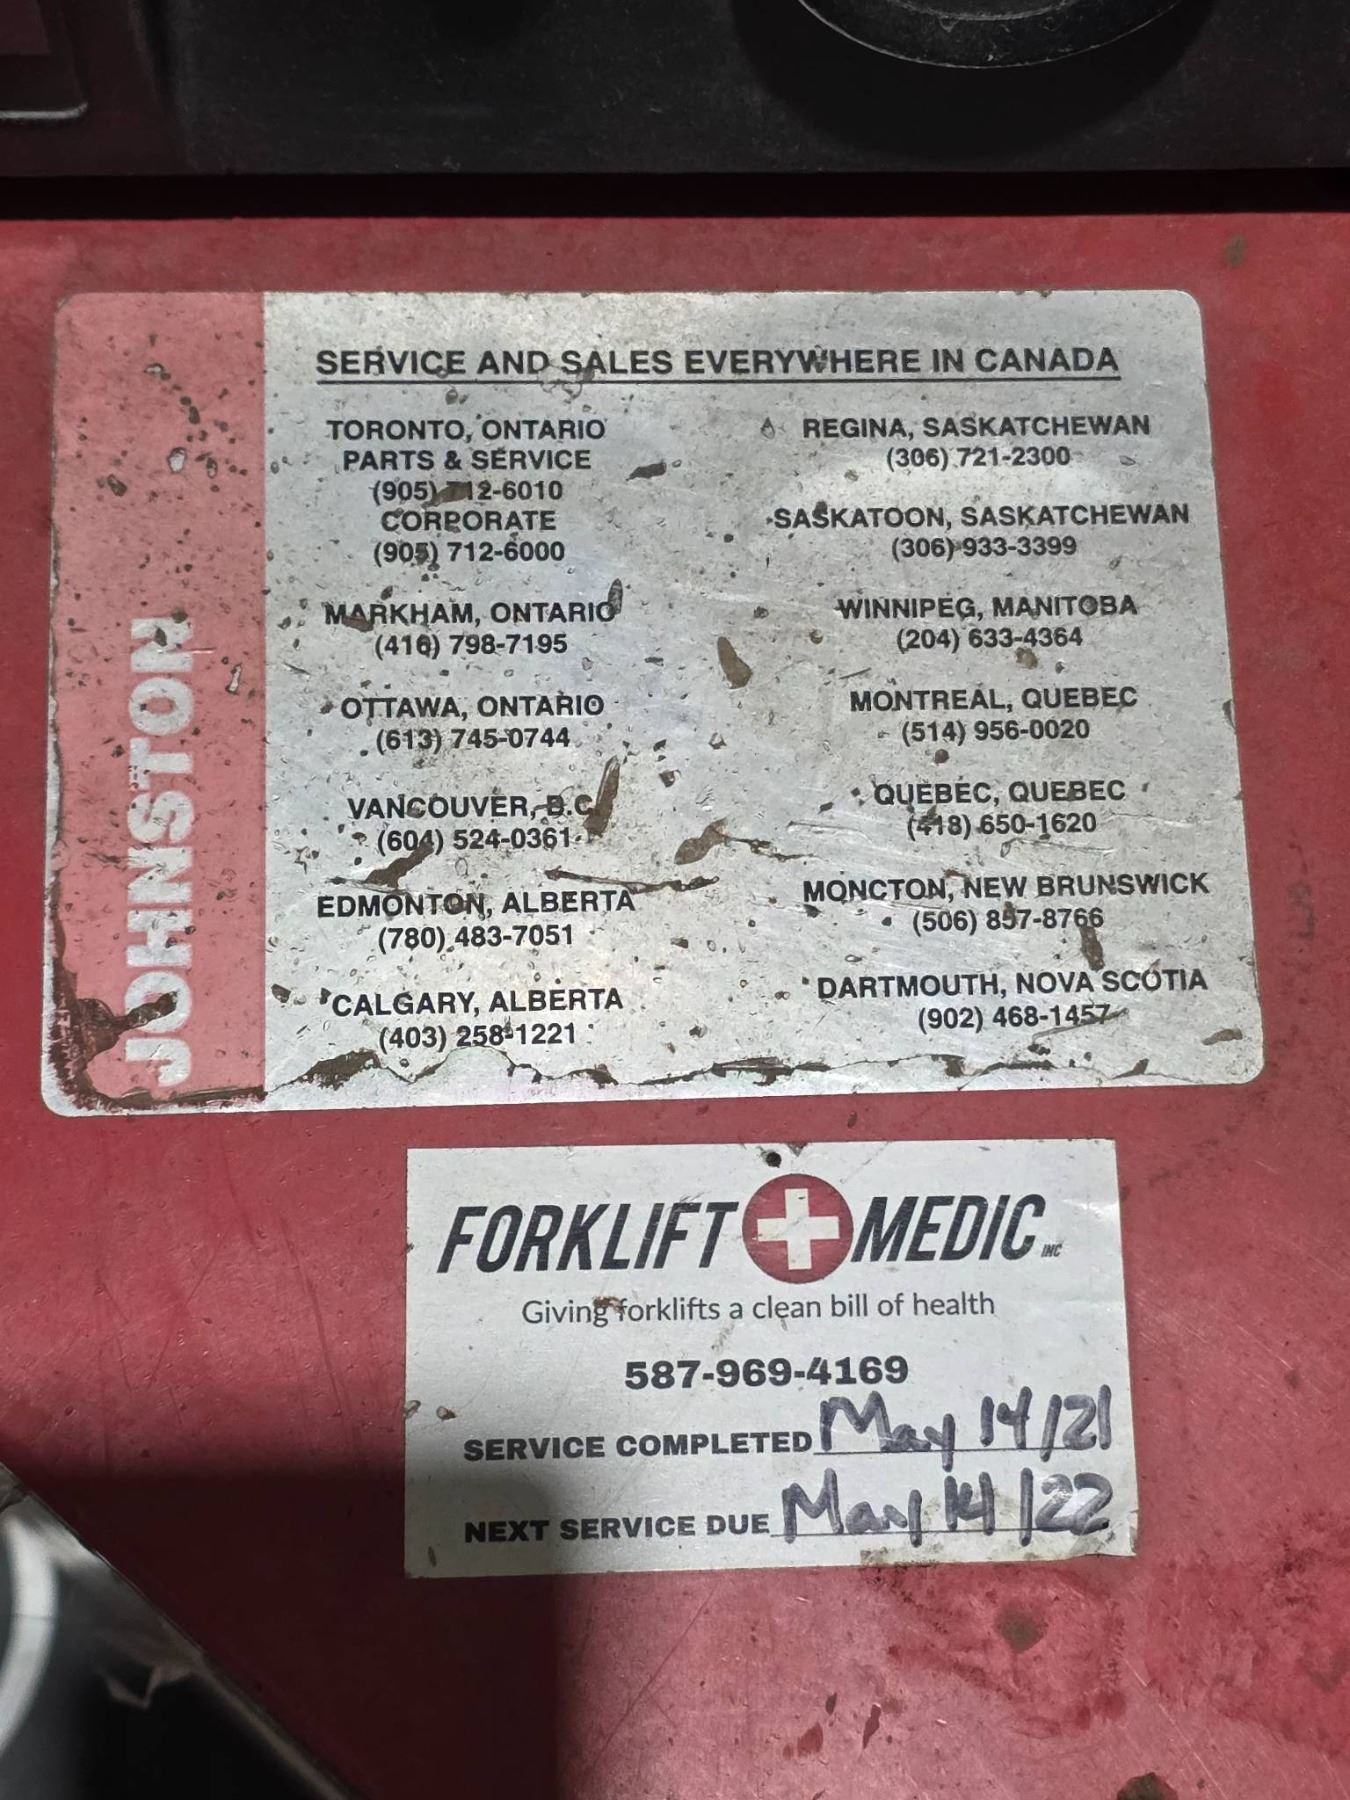 JOHNSTON
SERVICE AND SALES EVERYWHERE IN CANADA
TORONTO, ONTARIO
PARTS & SERVICE
(905) 712-6010
CORPORATE
(905) 712-6000
MARKHAM, ONTARIO
(416) 798-7195
OTTAWA, ONTARIO
(613) 745-0744
VANCOUVER, B.C.
(604) 524-0361
EDMONTON, ALBERTA
(780) 483-7051
CALGARY, ALBERTA
(403) 258-1221
REGINA, SASKATCHEWAN
(306) 721-2300
SASKATOON, SASKATCHEWAN
(306) 933-3399
WINNIPEG, MANITOBA
(204) 633-4364
MONTREAL, QUEBEC
(514) 956-0020
QUEBEC, QUEBEC
(418) 650-1620
MONCTON, NEW BRUNSWICK
(506) 857-8766
DARTMOUTH, NOVA SCOTIA
(902) 468-1457
FORKLIFT MEDIC INC
Giving forklifts a clean bill of health
587-969-4169
SERVICE COMPLETED May 14/21
NEXT SERVICE DUE May 14/22